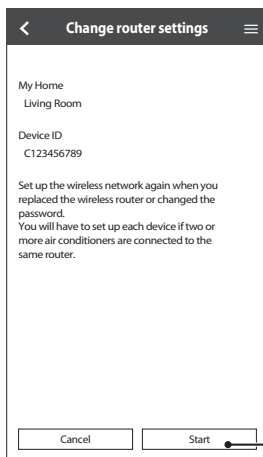 Change router settings
My Home
Living Room
Device ID
C123456789
Set up the wireless network again when you
replaced the wireless router or changed the
password.
You will have to set up each device if two or
more air conditioners are connected to the
same router.
Cancel
Start